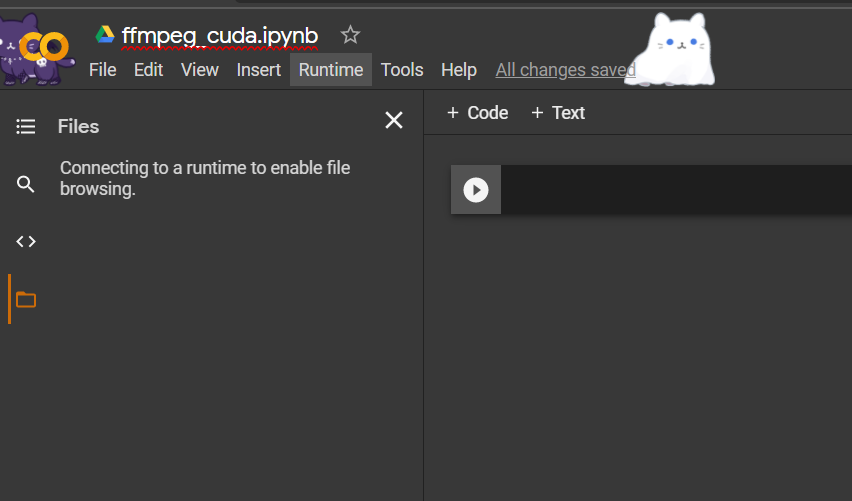 ffmpeg_cuda.ipynb
File Edit View Insert Runtime Tools Help All changes saved
Files
+ Code + Text
Connecting to a runtime to enable file
browsing.